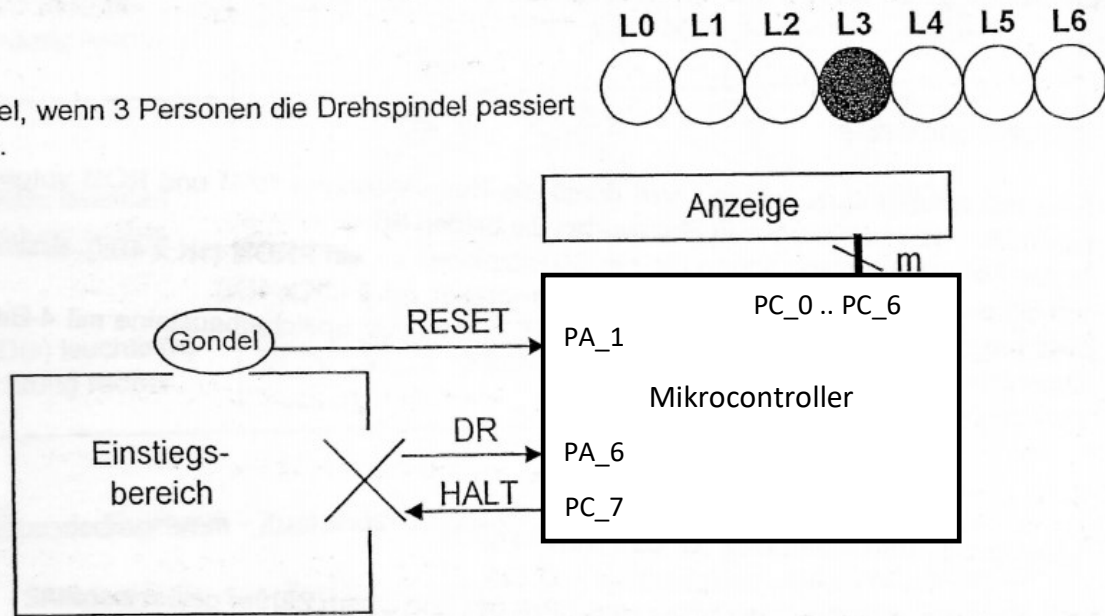 L0 L1 L2 L3 L4 L5 L6
el, wenn 3 Personen die Drehspindel passiert
.
Anzeige
m
PC_0 .. PC_6
Gondel
RESET
PA_1
Mikrocontroller
Einstiegs-
bereich
DR
PA_6
HALT
PC_7